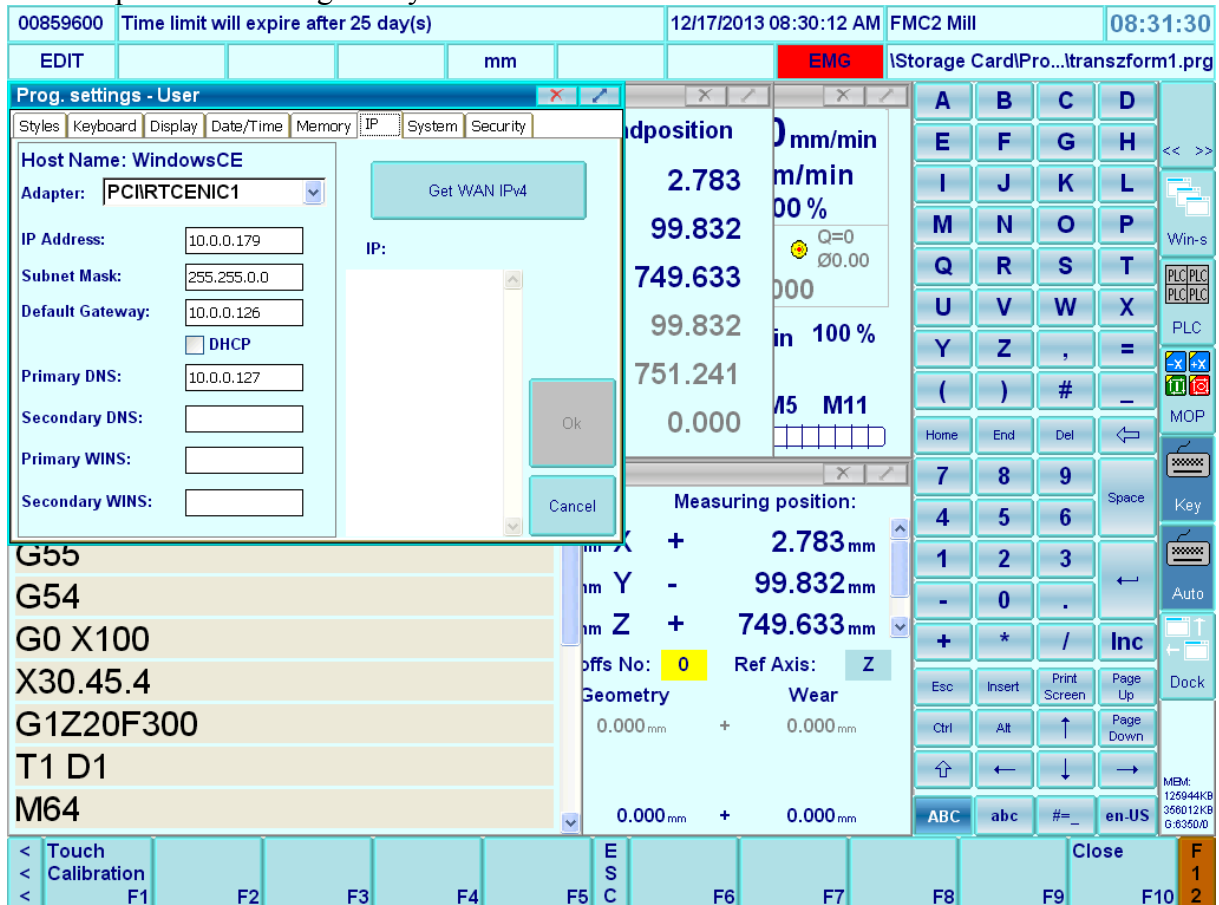 00859600 Time limit will expire after 25 day(s) 12/17/2013 08:30:12 AM FMC2 Mill 08:31:30
EDIT mm EMG \Storage Card\Pro...\transzform1.prg
Prog. settings - User
Styles Keyboard Display Date/Time Memory IP System Security
Host Name: WindowsCE
Adapter: PCI\RTCENIC1
Get WAN IPv4
IP Address: 10.0.0.179
IP:
Subnet Mask: 255.255.0.0
Default Gateway: 10.0.0.126
DHCP
Primary DNS: 10.0.0.127
Secondary DNS:
Primary WINS:
Secondary WINS:
Ok
Cancel
ndposition
2.783
99.832
749.633
99.832
751.241
0.000
0 mm/min
m/min
00 %
Q=0
Ø0.00
000
in 100 %
M5 M11
Measuring position:
mm X + 2.783 mm
mm Y - 99.832 mm
mm Z + 749.633 mm
offs No: 0 Ref Axis: Z
Geometry Wear
0.000 mm + 0.000 mm
0.000 mm + 0.000 mm
G55
G54
G0 X100
X30.45.4
G1Z20F300
T1 D1
M64
A B C D
E F G H
I J K L
M N O P
Q R S T
U V W X
Y Z , =
( ) # _
Home End Del
7 8 9 Space
4 5 6
1 2 3
- 0 .
+ * / Inc
Esc Insert Print Screen Page Up
Ctrl Alt Page Down
ABC abc #=_ en-US
<< >>
Win-s
PLC PLC
PLC PLC
PLC
-X +X
MOP
Key
Auto
Dock
MEM:
125944KB
356012KB
G:6350/0
< Touch
< Calibration
< F1 F2 F3 F4 F5 ESC F6 F7 F8 F9 Close F10 F12